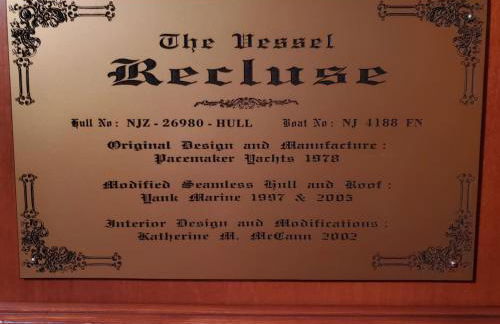 The Vessel
Recluse
Hull No: NJZ-26980-HULL Boat No: NJ 4188 FN
Original Design and Manufacture:
Pacemaker Yachts 1978
Modified Seamless Hull and Roof:
Yank Marine 1997 & 2005
Interior Design and Modifications:
Katherine M. McCann 2002